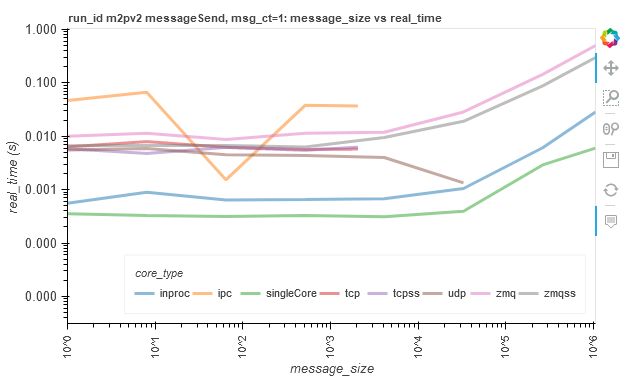 run_id m2pv2 messageSend, msg_ct=1: message_size vs real_time
real_time (s)
1.000
0.100
0.010
0.001
0.000
0.000
core_type
inproc ipc singleCore tcp tcpss udp zmq zmqss
10^0 10^1 10^2 10^3 10^4 10^5 10^6
message_size